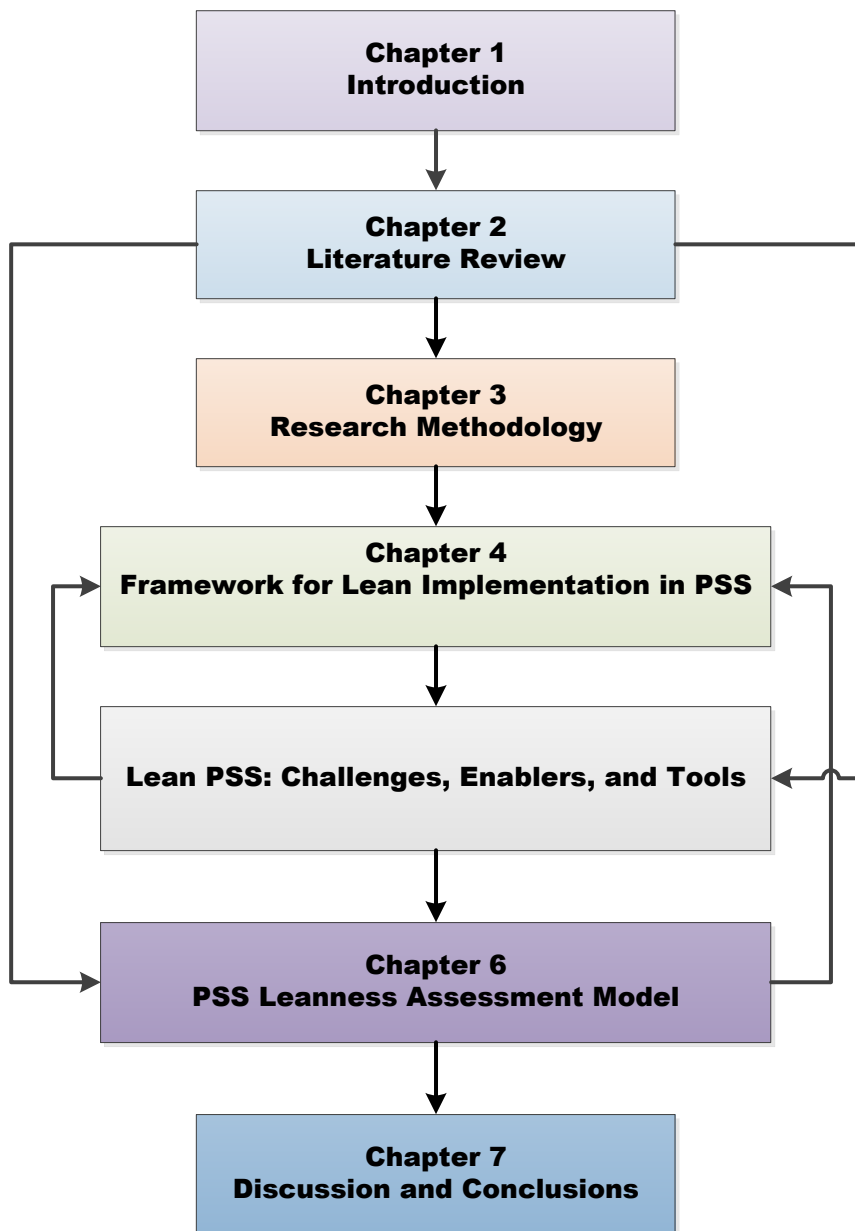 Chapter 1
Introduction
Chapter 2
Literature Review
Chapter 3
Research Methodology
Chapter 4
Framework for Lean Implementation in PSS
Lean PSS: Challenges, Enablers, and Tools
Chapter 6
PSS Leanness Assessment Model
Chapter 7
Discussion and Conclusions